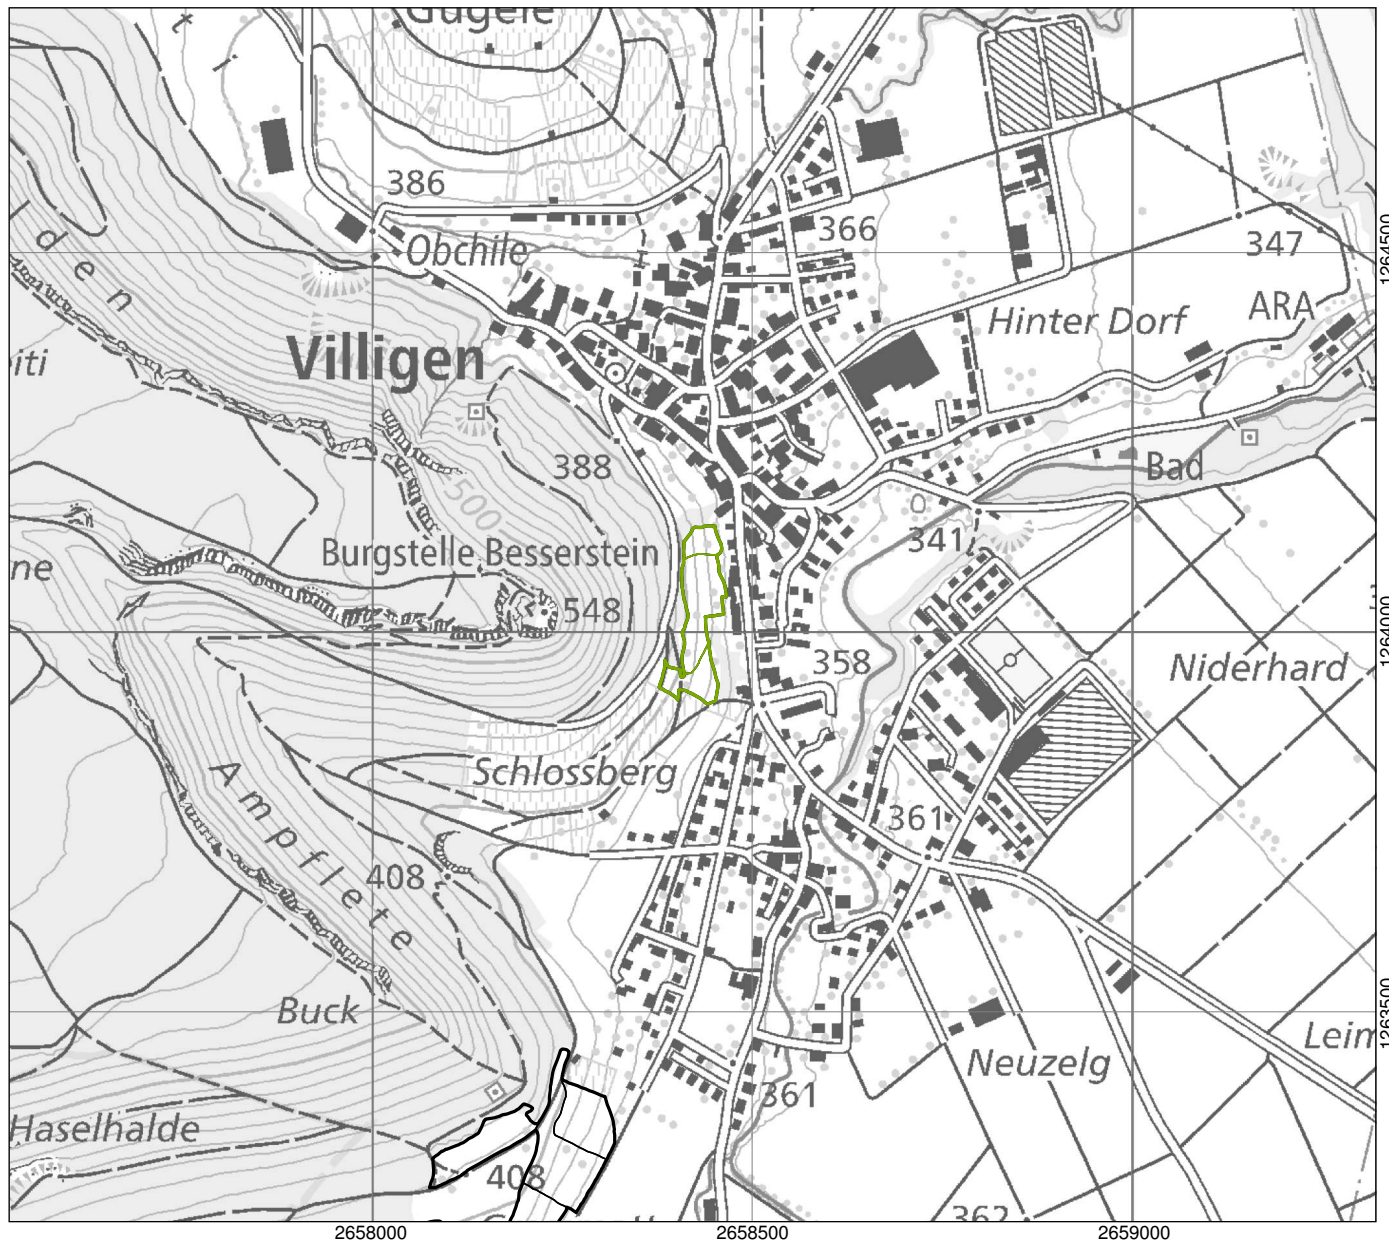 Gugele
386
Obchile
366
347
1264500
l d e n
Hinter Dorf
ARA
Villigen
388
Bad
500
341
Burgstelle Besserstein
548
1264000
358
Niderhard
Schlossberg
361
Ampflete
408
Buck
1263500
Leim
Neuzelg
361
Haselhalde
408
362
2658000
2658500
2659000